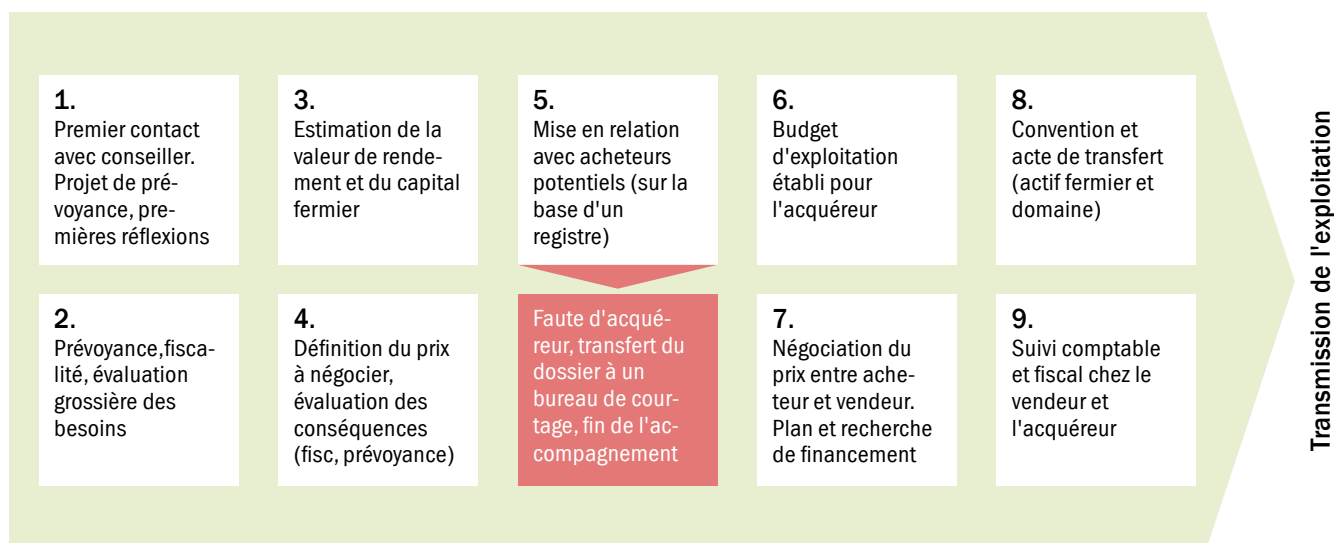 1.
Premier contact
avec conseiller.
Projet de pré-
voyance, pre-
mières réflexions
2.
Prévoyance,fisca-
lité, évaluation
grossière des
besoins
3.
Estimation de la
valeur de rende-
ment et du capital
fermier
4.
Définition du prix
à négocier,
évaluation des
conséquences
(fisc, prévoyance)
5.
Mise en relation
avec acheteurs
potentiels (sur la
base d'un
registre)
Faute d'acqué-
reur, transfert du
dossier à un
bureau de cour-
tage, fin de l'ac-
compagnement
6.
Budget
d'exploitation
établi pour
l'acquéreur
7.
Négociation du
prix entre ache-
teur et vendeur.
Plan et recherche
de financement
8.
Convention et
acte de transfert
(actif fermier et
domaine)
9.
Suivi comptable
et fiscal chez le
vendeur et
l'acquéreur
Transmission de l'exploitation